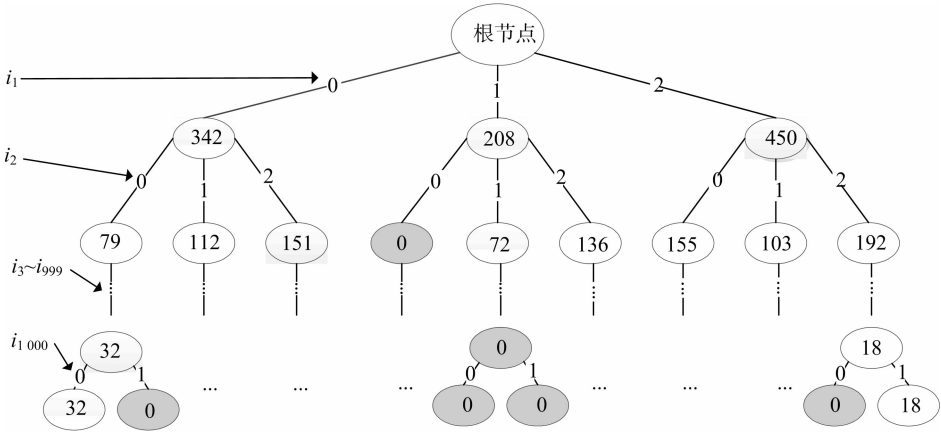 根节点
i1 0 1 2
342 208 450
i2 0 1 2 0 1 2 0 1 2
79 112 151 0 72 136 155 103 192
i3~i999 ⋮ ⋮ ⋮ ⋮ ⋮ ⋮ ⋮ ⋮ ⋮
32 0 18
i1 000 0 1 0 1 0 1
32 0 ... ... ... 0 0 ... ... ... 0 18